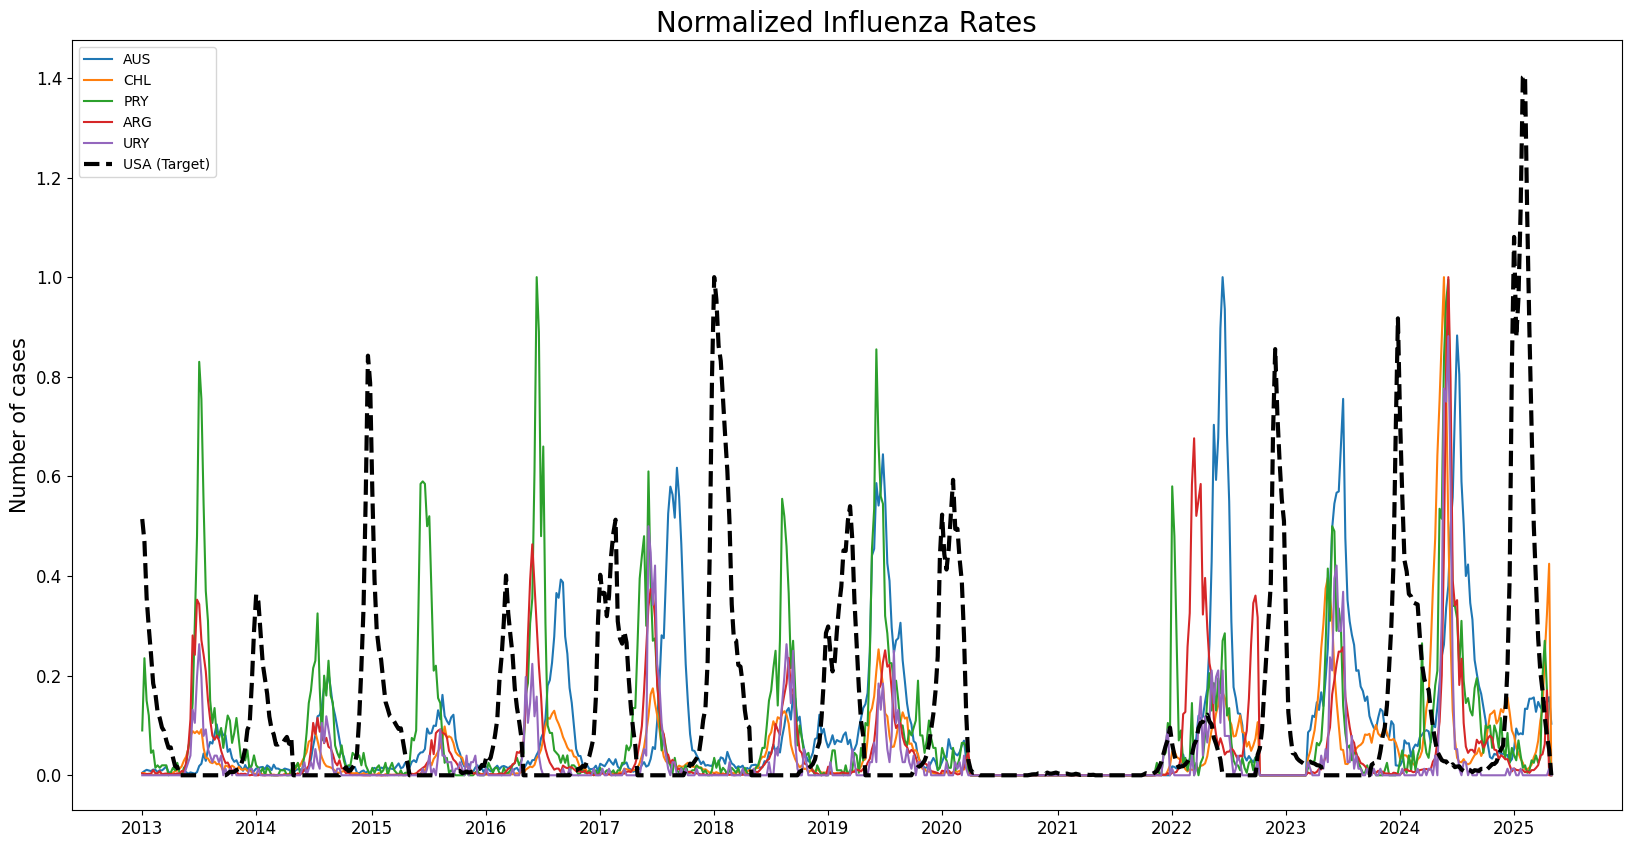 Normalized Influenza Rates
AUS
CHL
PRY
ARG
URY
USA (Target)
Number of cases
1.4
1.2
1.0
0.8
0.6
0.4
0.2
0.0
2013 2014 2015 2016 2017 2018 2019 2020 2021 2022 2023 2024 2025